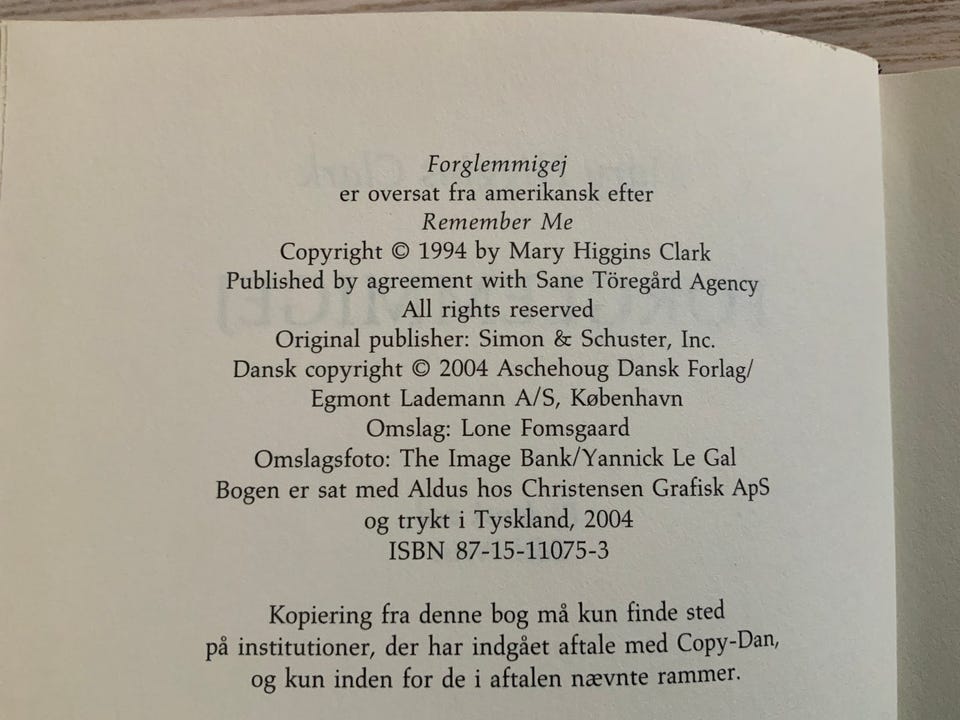 Forglemmigej
er oversat fra amerikansk efter
Remember Me
Copyright © 1994 by Mary Higgins Clark
Published by agreement with Sane Töregård Agency
All rights reserved
Original publisher: Simon & Schuster, Inc.
Dansk copyright © 2004 Aschehoug Dansk Forlag/
Egmont Lademann A/S, København
Omslag: Lone Fomsgaard
Omslagsfoto: The Image Bank/Yannick Le Gal
Bogen er sat med Aldus hos Christensen Grafisk ApS
og trykt i Tyskland, 2004
ISBN 87-15-11075-3
Kopiering fra denne bog må kun finde sted
på institutioner, der har indgået aftale med Copy-Dan,
og kun inden for de i aftalen nævnte rammer.